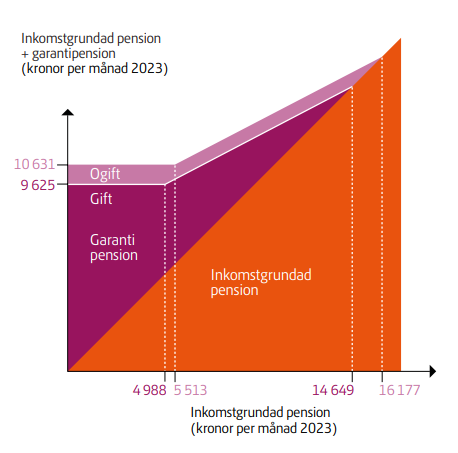 Inkomstgrundad pension
+ garantipension
(kronor per månad 2023)
10 631
9 625
Ogift
Gift
Garanti
pension
Inkomstgrundad
pension
4 988
5 513
14 649
16 177
Inkomstgrundad pension
(kronor per månad 2023)